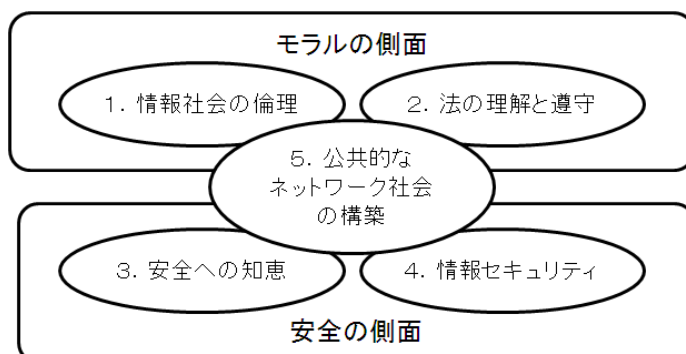 モラルの側面
1. 情報社会の倫理
2. 法の理解と遵守
5. 公共的な
ネットワーク社会
の構築
3. 安全への知恵
4. 情報セキュリティ
安全の側面